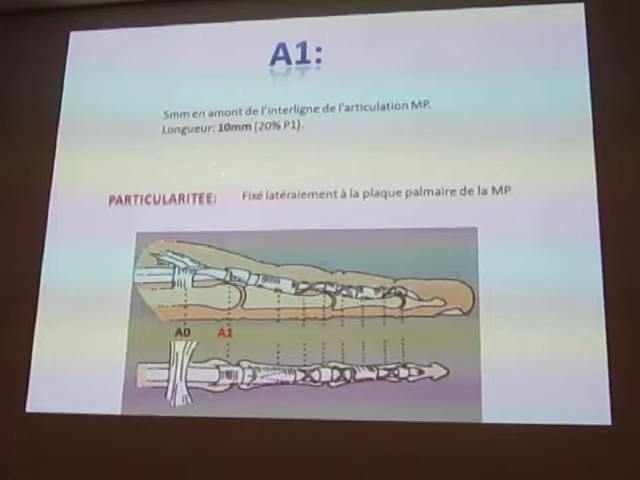 A1:
5mm en amont de l'interligne de l'articulation MP.
Longueur: 10mm (20% P1).
PARTICULARITEE: Fixé latéralement à la plaque palmaire de la MP.
A0 A1